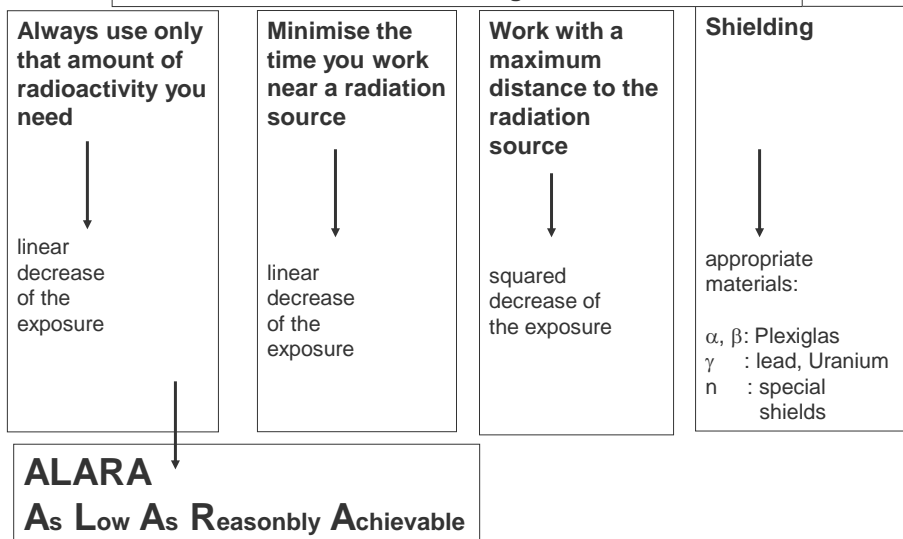 Always use only
that amount of
radioactivity you
need
linear
decrease
of the
exposure
Minimise the
time you work
near a radiation
source
linear
decrease
of the
exposure
Work with a
maximum
distance to the
radiation
source
squared
decrease of
the exposure
Shielding
appropriate
materials:
α, β: Plexiglas
γ : lead, Uranium
n : special
shields
ALARA
As Low As Reasonbly Achievable